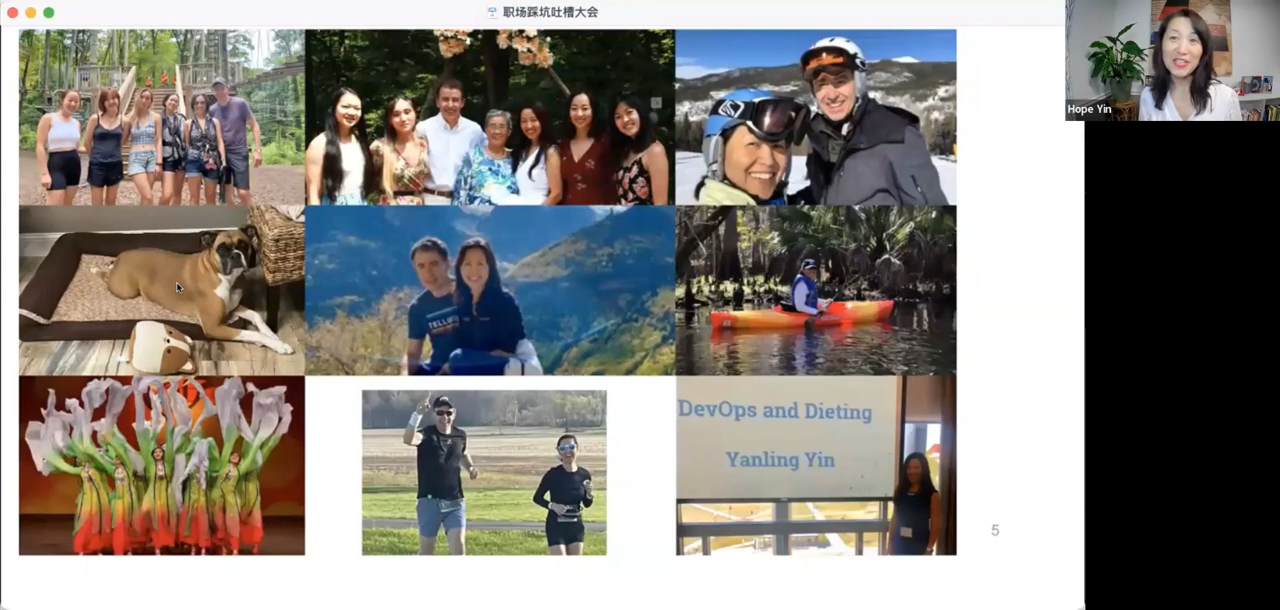 职场踩坑吐槽大会
Hope Yin
DevOps and Dieting
Yanling Yin
5